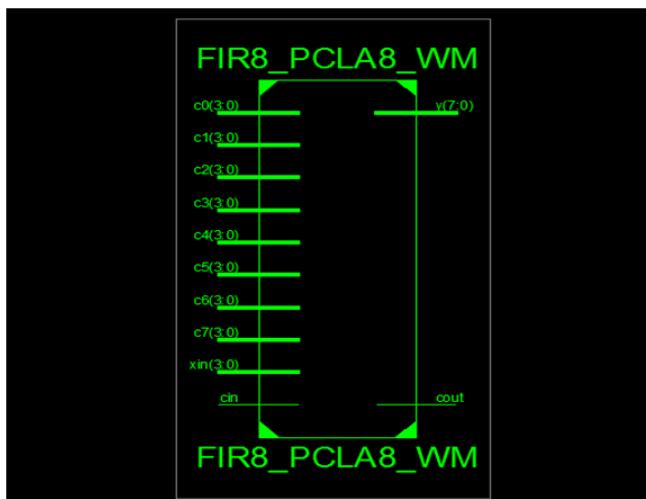 FIR8_PCLA8_WM
c0(3:0) y(7:0)
c1(3:0)
c2(3:0)
c3(3:0)
c4(3:0)
c5(3:0)
c6(3:0)
c7(3:0)
xin(3:0)
cin cout
FIR8_PCLA8_WM